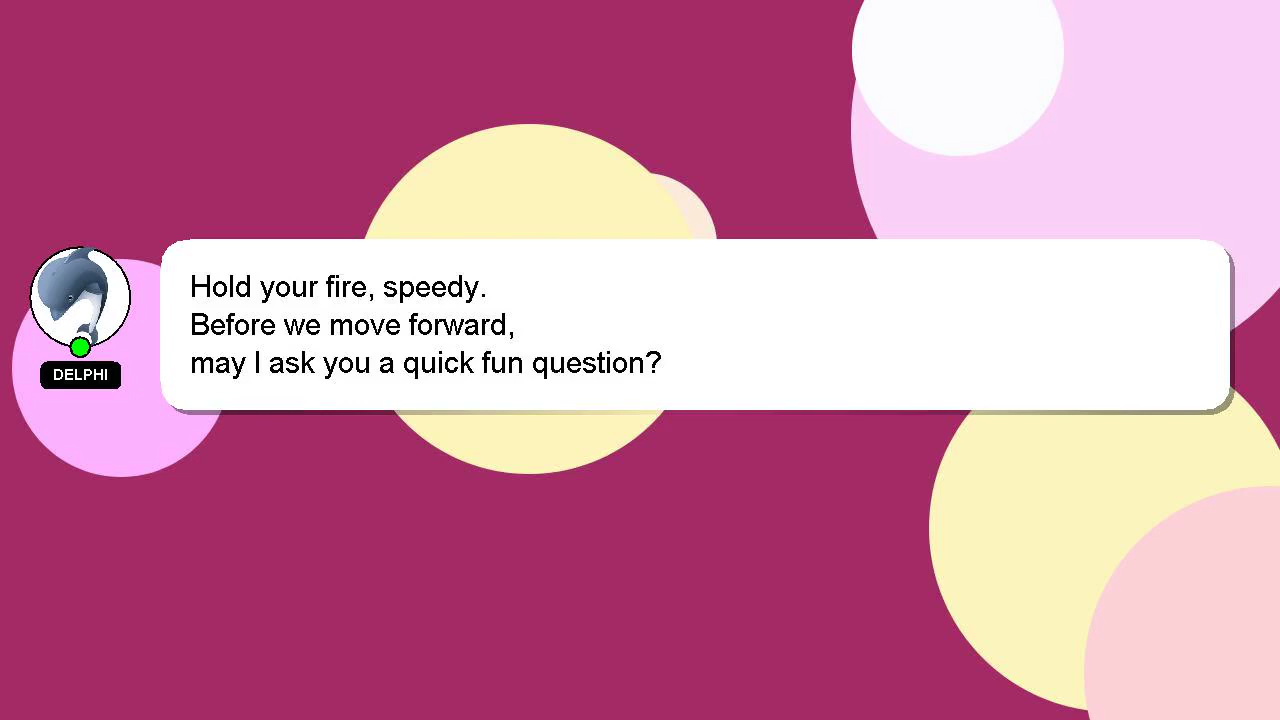 Hold your fire, speedy.
Before we move forward,
may I ask you a quick fun question?
DELPHI